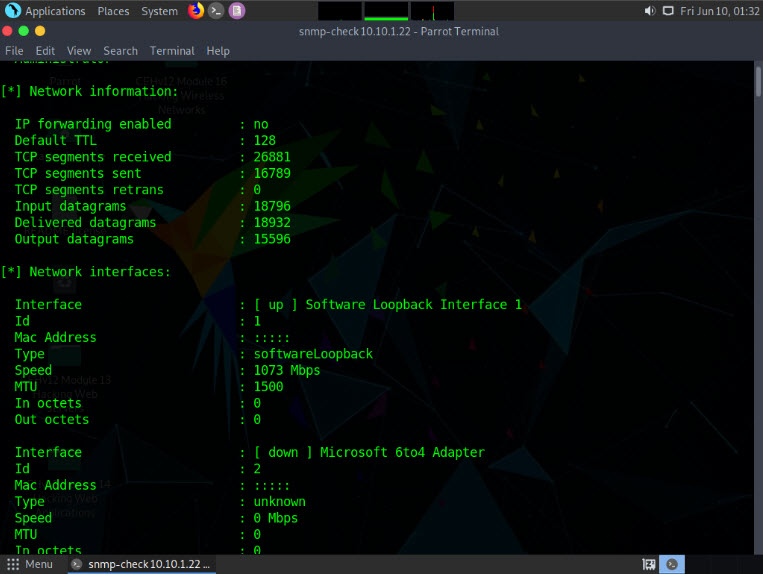 Applications Places System Fri Jun 10, 01:32
snmp-check 10.10.1.22 - Parrot Terminal
File Edit View Search Terminal Help
Administrator
[*] Network information:
IP forwarding enabled : no
Default TTL : 128
TCP segments received : 26881
TCP segments sent : 16789
TCP segments retrans : 0
Input datagrams : 18796
Delivered datagrams : 18932
Output datagrams : 15596
[*] Network interfaces:
Interface : [ up ] Software Loopback Interface 1
Id : 1
Mac Address : :::::
Type : softwareLoopback
Speed : 1073 Mbps
MTU : 1500
In octets : 0
Out octets : 0
Interface : [ down ] Microsoft 6to4 Adapter
Id : 2
Mac Address : :::::
Type : unknown
Speed : 0 Mbps
MTU : 0
In octets : 0
Menu snmp-check 10.10.1.22 ...